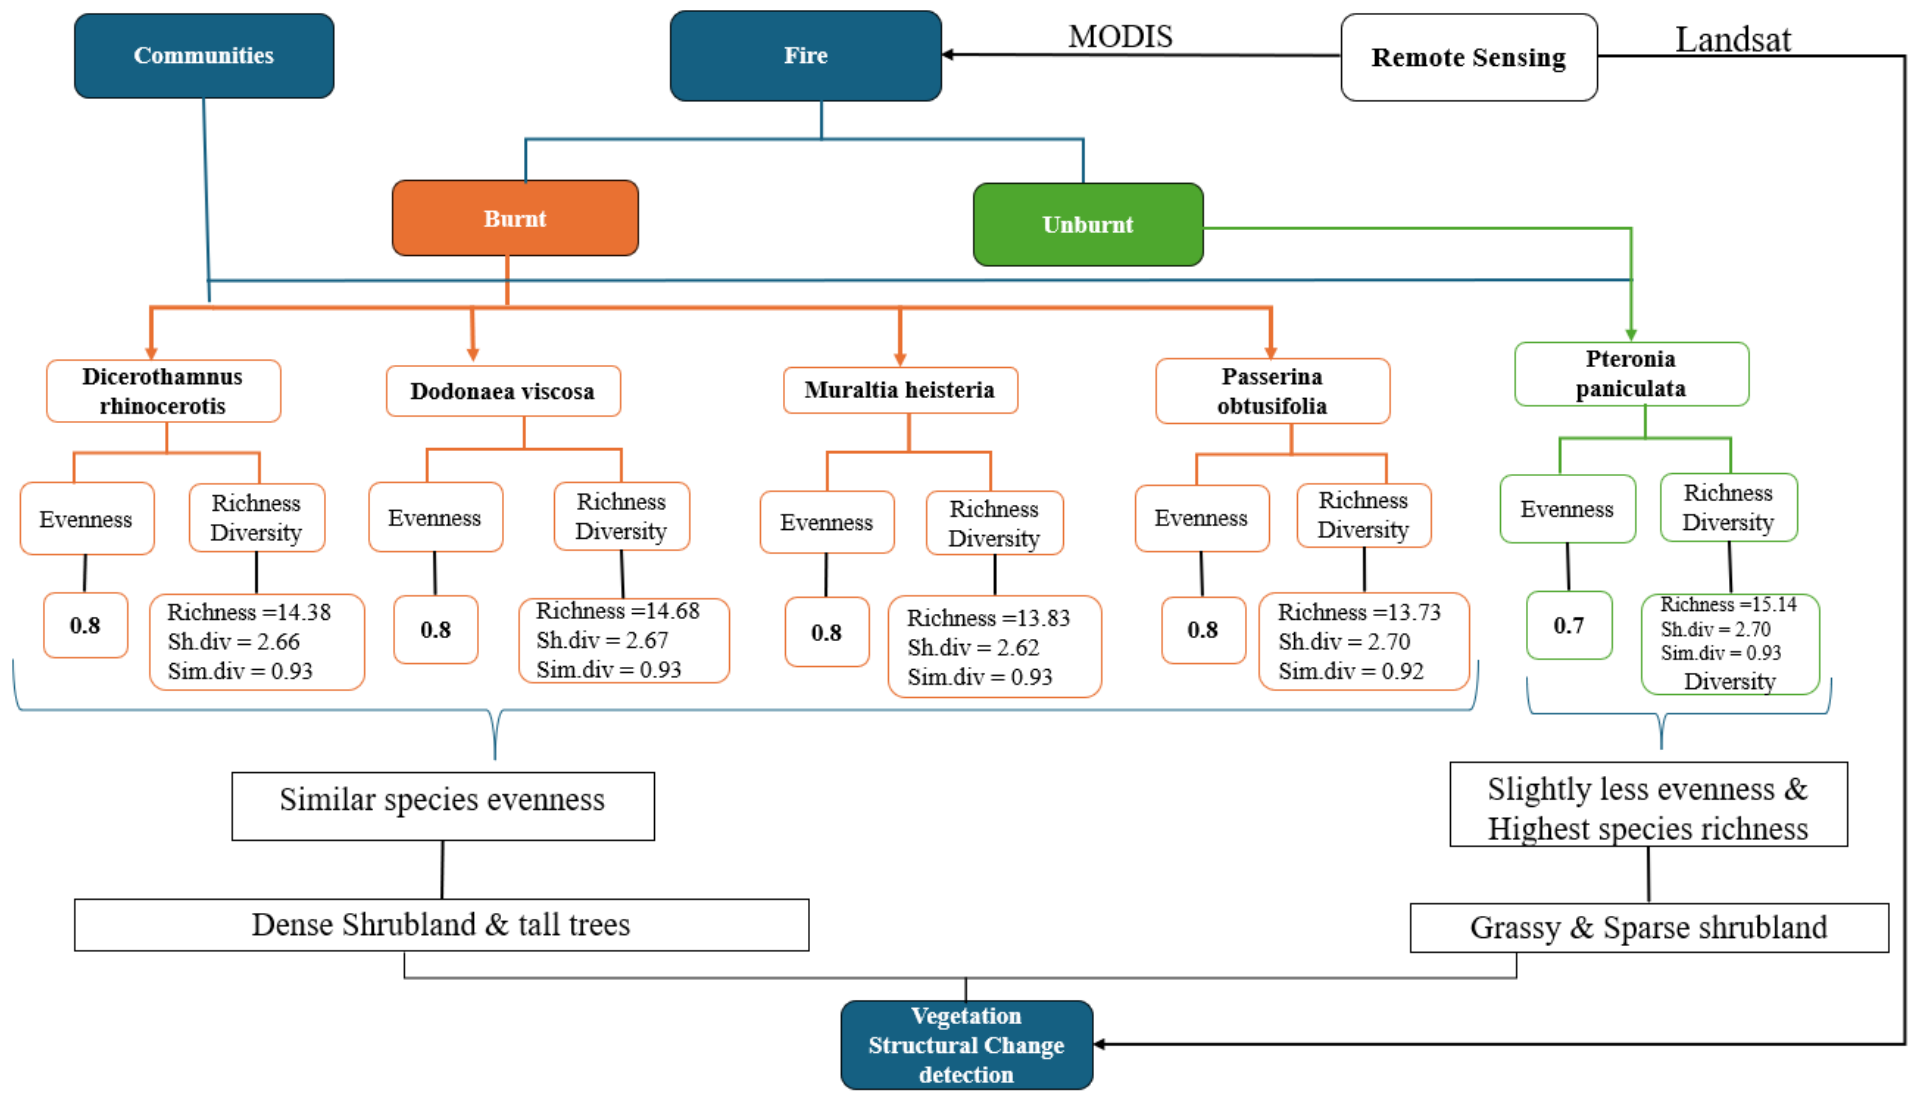 Communities
Fire
MODIS
Remote Sensing
Landsat
Burnt
Unburnt
Dicerothamnus
rhinocerotis
Dodonaea viscosa
Muraltia heisteria
Passerina
obtusifolia
Pteronia
paniculata
Evenness
Richness
Diversity
Evenness
Richness
Diversity
Evenness
Richness
Diversity
Evenness
Richness
Diversity
Evenness
Richness
Diversity
0.8
Richness =14.38
Sh.div = 2.66
Sim.div = 0.93
0.8
Richness =14.68
Sh.div = 2.67
Sim.div = 0.93
0.8
Richness =13.83
Sh.div = 2.62
Sim.div = 0.93
0.8
Richness =13.73
Sh.div = 2.70
Sim.div = 0.92
0.7
Richness =15.14
Sh.div = 2.70
Sim.div = 0.93
Diversity
Similar species evenness
Slightly less evenness &
Highest species richness
Dense Shrubland & tall trees
Grassy & Sparse shrubland
Vegetation
Structural Change
detection